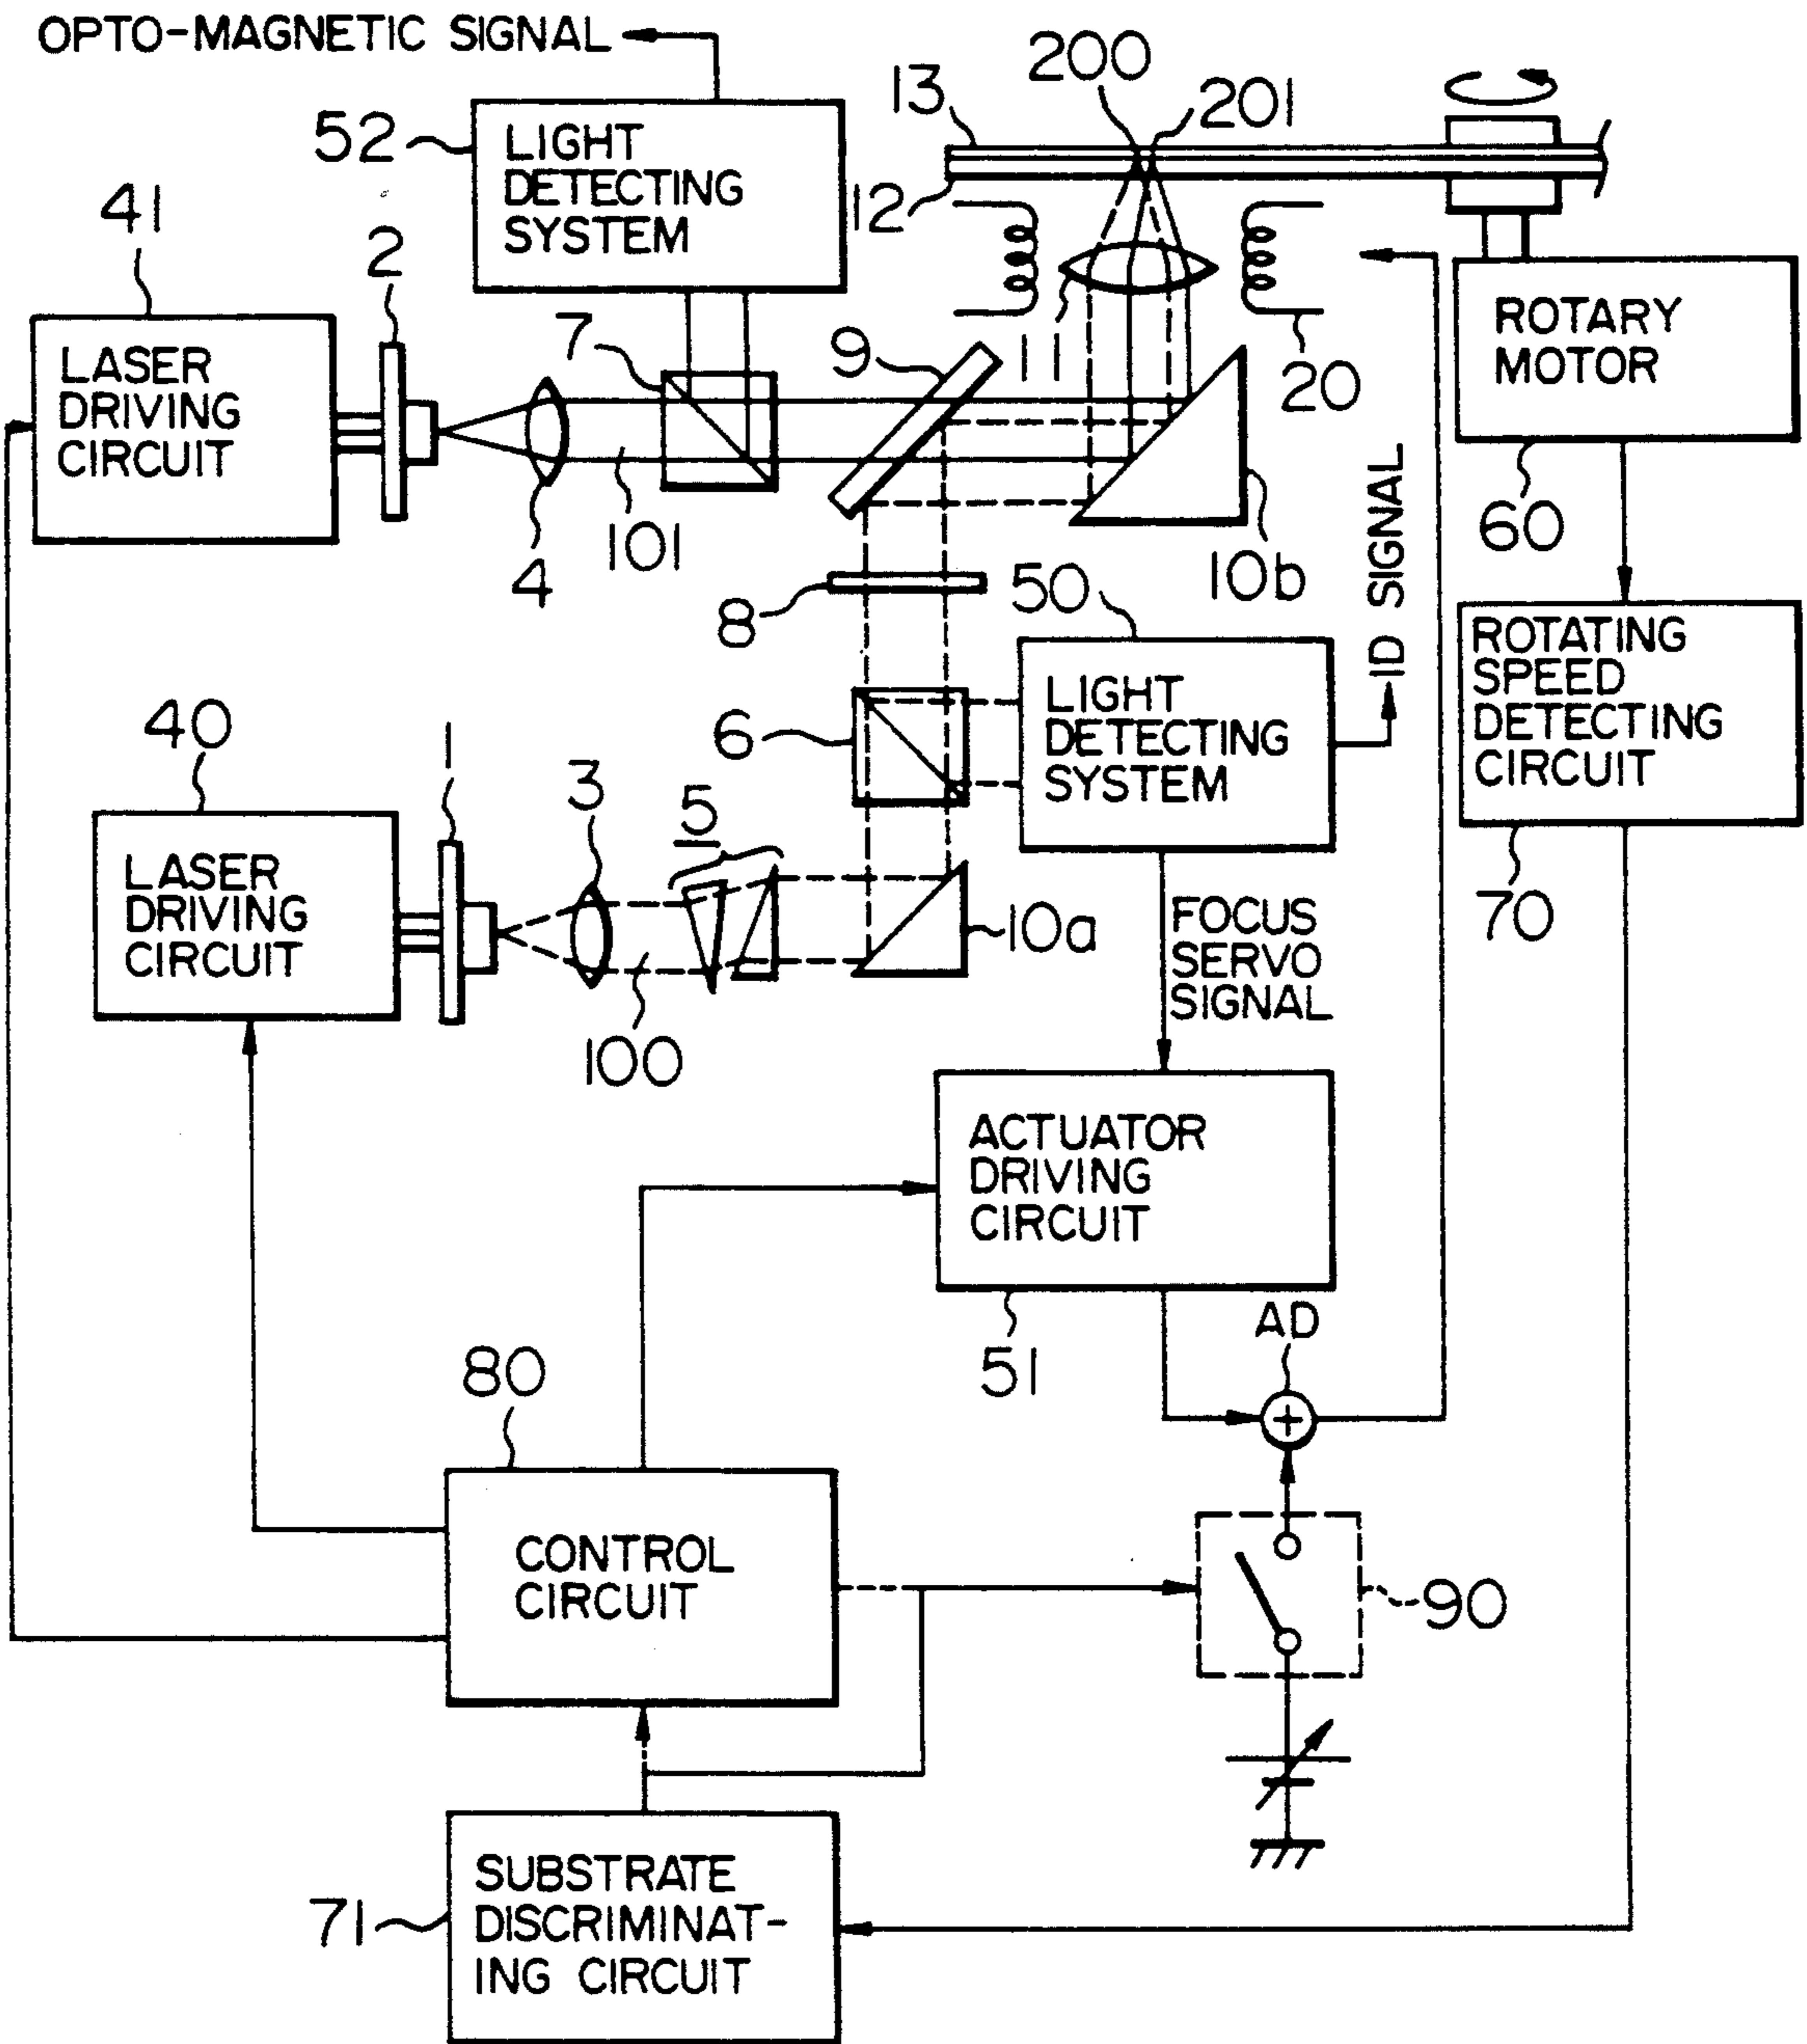 OPTO-MAGNETIC SIGNAL
200
13
201
52
LIGHT
DETECTING
SYSTEM
12
41
2
LASER
DRIVING
CIRCUIT
7
9
11
20
ROTARY
MOTOR
4
101
10b
60
8
50
ID SIGNAL
ROTATING
SPEED
DETECTING
CIRCUIT
40
1
3
5
6
LIGHT
DETECTING
SYSTEM
70
LASER
DRIVING
CIRCUIT
100
10a
FOCUS
SERVO
SIGNAL
ACTUATOR
DRIVING
CIRCUIT
51
AD
+
80
CONTROL
CIRCUIT
90
71
SUBSTRATE
DISCRIMINAT-
ING CIRCUIT